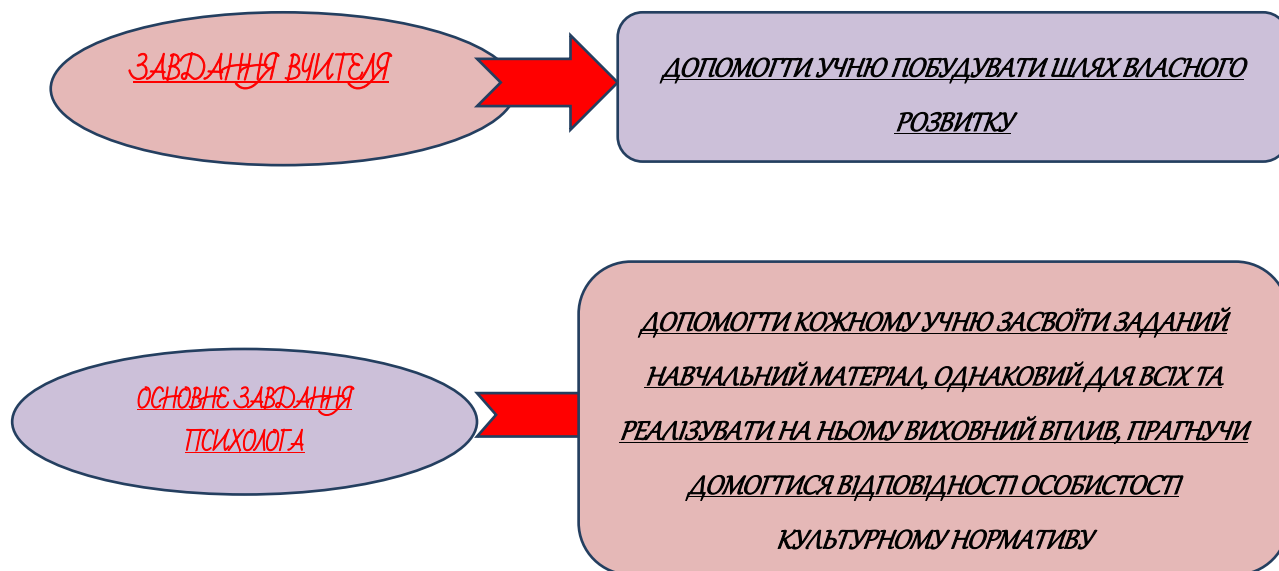 ЗАВДАННЯ ВЧИТЕЛЯ
ДОПОМОГТИ УЧНЮ ПОБУДУВАТИ ШЛЯХ ВЛАСНОГО
РОЗВИТКУ
ОСНОВНЕ ЗАВДАННЯ
ПСИХОЛОГА
ДОПОМОГТИ КОЖНОМУ УЧНЮ ЗАСВОЇТИ ЗАДАНИЙ
НАВЧАЛЬНИЙ МАТЕРІАЛ, ОДНАКОВИЙ ДЛЯ ВСІХ ТА
РЕАЛІЗУВАТИ НА НЬОМУ ВИХОВНИЙ ВПЛИВ, ПРАГНУЧИ
ДОМОГТИСЯ ВІДПОВІДНОСТІ ОСОБИСТОСТІ
КУЛЬТУРНОМУ НОРМАТИВУ